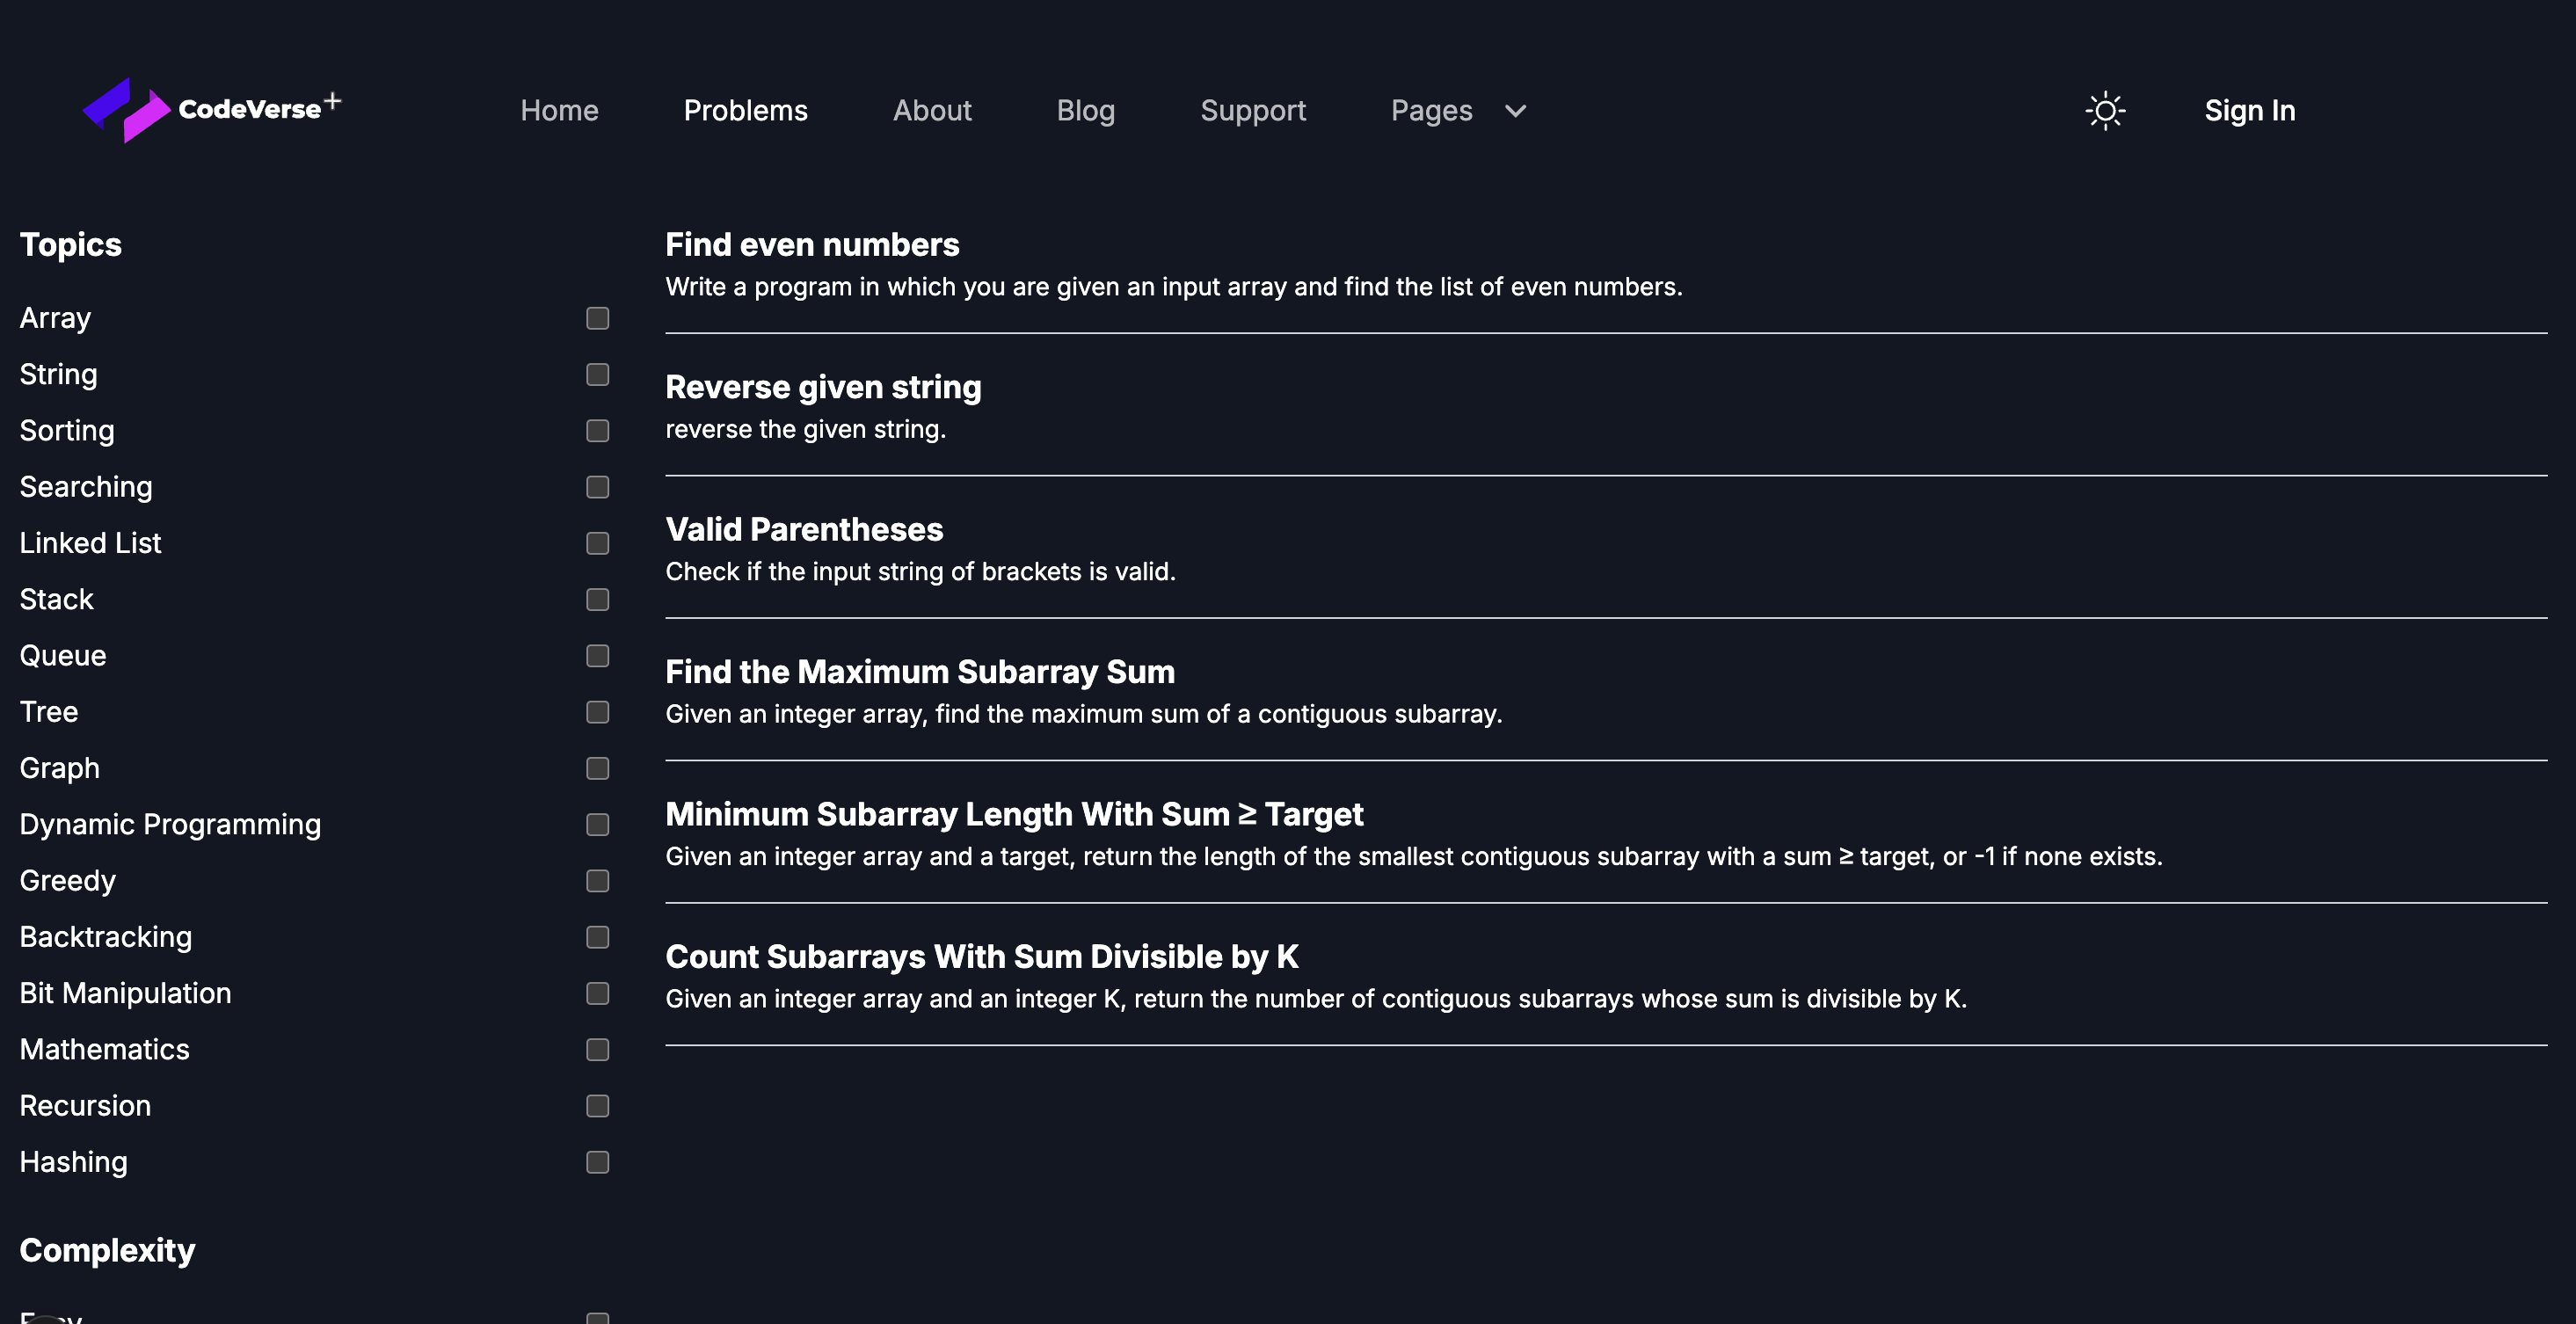 CodeVerse+
Home
Problems
About
Blog
Support
Pages
Sign In
Topics
Array
String
Sorting
Searching
Linked List
Stack
Queue
Tree
Graph
Dynamic Programming
Greedy
Backtracking
Bit Manipulation
Mathematics
Recursion
Hashing
Complexity
Find even numbers
Write a program in which you are given an input array and find the list of even numbers.
Reverse given string
reverse the given string.
Valid Parentheses
Check if the input string of brackets is valid.
Find the Maximum Subarray Sum
Given an integer array, find the maximum sum of a contiguous subarray.
Minimum Subarray Length With Sum ≥ Target
Given an integer array and a target, return the length of the smallest contiguous subarray with a sum ≥ target, or -1 if none exists.
Count Subarrays With Sum Divisible by K
Given an integer array and an integer K, return the number of contiguous subarrays whose sum is divisible by K.